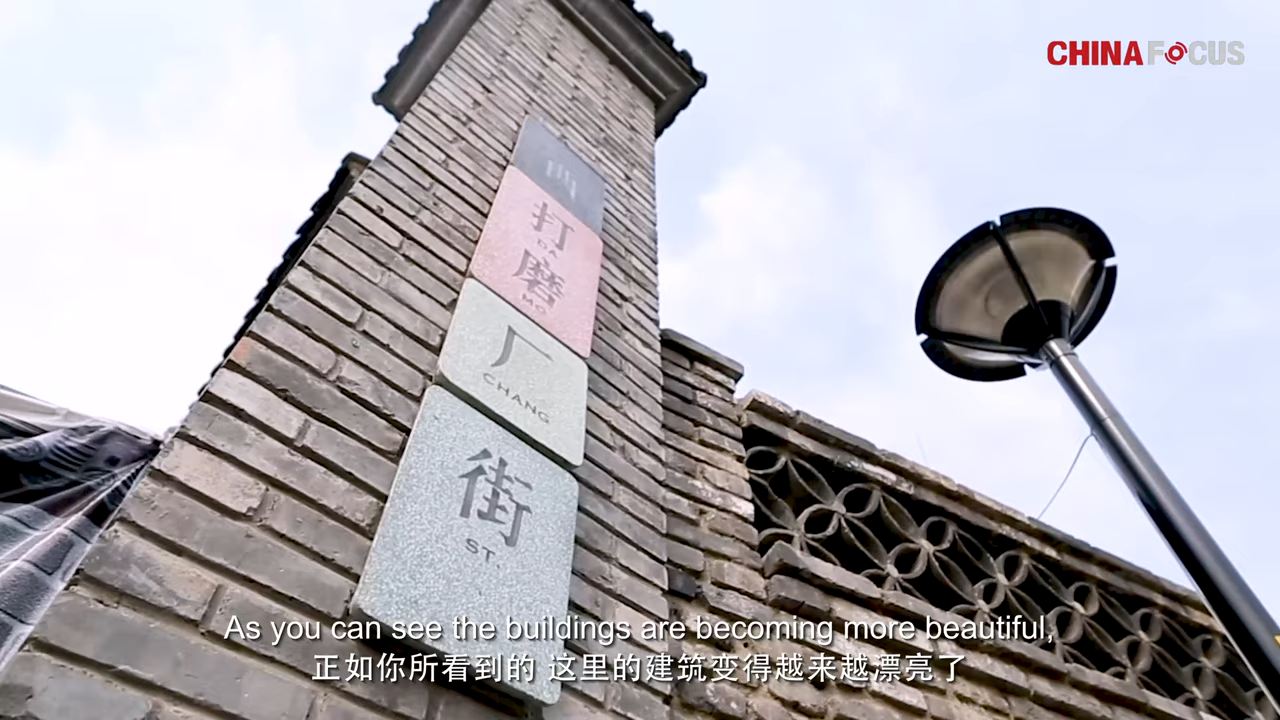 CHINA FOCUS
打
DA
磨
MO
厂
CHANG
街
ST.
As you can see the buildings are becoming more beautiful,
正如你所看到的 这里的建筑变得越来越漂亮了